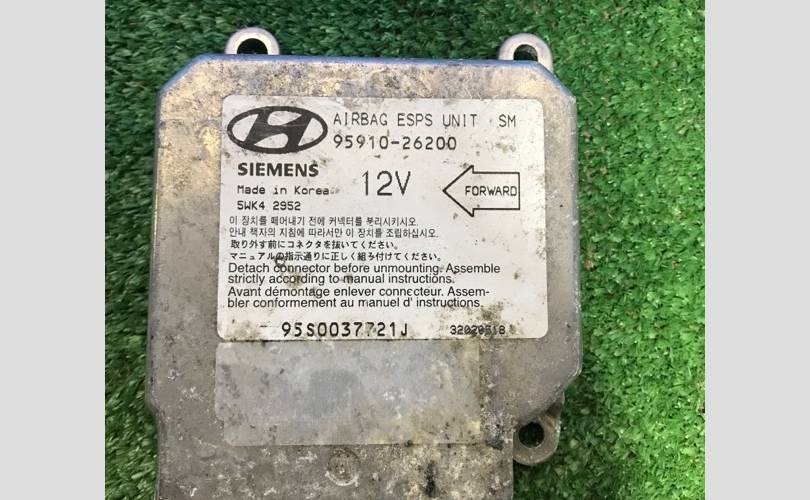 AIRBAG ESPS UNIT SM
95910-26200
SIEMENS
12V
FORWARD
Made in Korea
5WK4 2952
이 장치를 떼어내기 전에 커넥터를 분리시키시오.
안내 책자의 지침에 따라서만 이 장치를 조립하십시오.
取り外す前にコネクタを抜いてください。
マニュアルの指示通りに正しく組み付けてください。
Detach connector before unmounting. Assemble
strictly according to manual instructions.
Avant démontage enlever connecteur. Assem-
bler conformement au manuel d' instructions.
95S0037721J